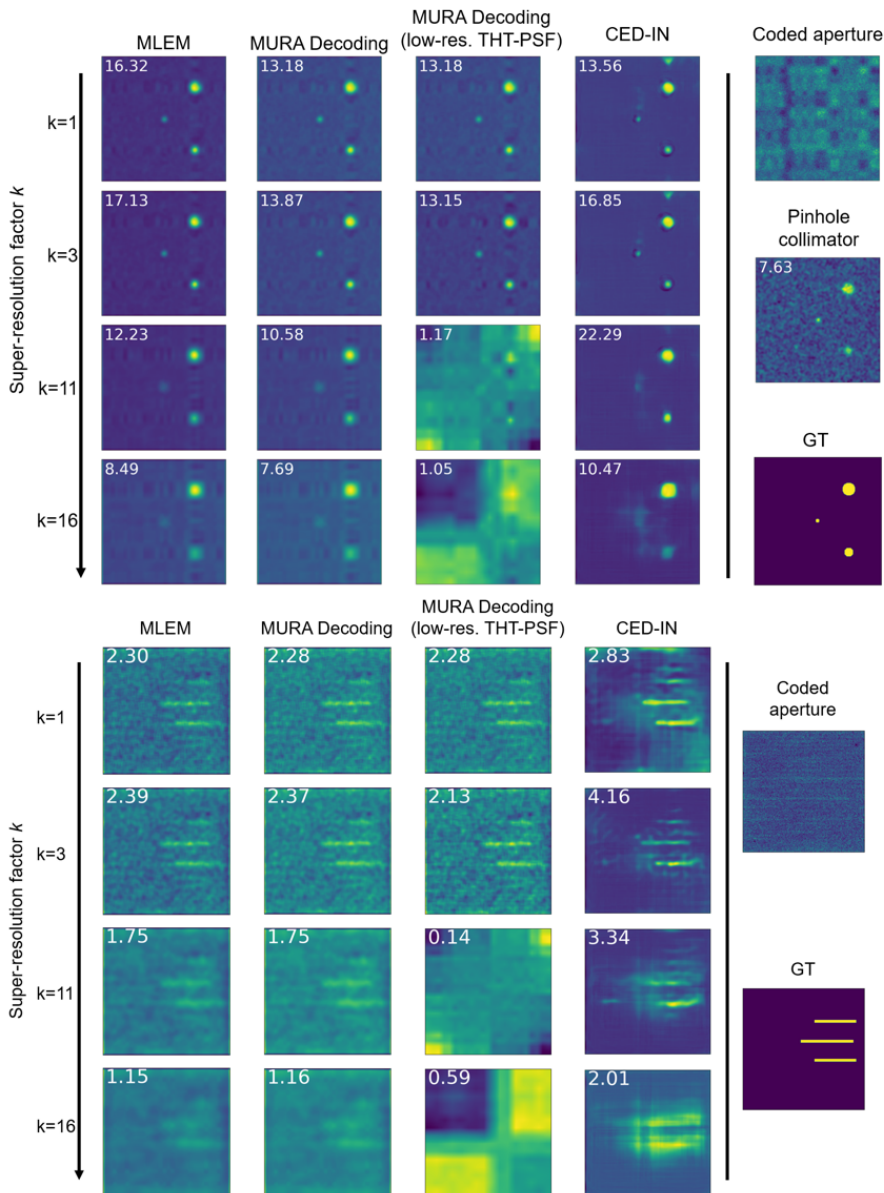 MLEM
MURA Decoding
MURA Decoding
(low-res. THT-PSF)
CED-IN
Coded aperture
Super-resolution factor k
k=1
16.32
13.18
13.18
13.56
k=3
17.13
13.87
13.15
16.85
Pinhole
collimator
7.63
k=11
12.23
10.58
1.17
22.29
GT
k=16
8.49
7.69
1.05
10.47
MLEM
MURA Decoding
MURA Decoding
(low-res. THT-PSF)
CED-IN
Coded
aperture
Super-resolution factor k
k=1
2.30
2.28
2.28
2.83
k=3
2.39
2.37
2.13
4.16
k=11
1.75
1.75
0.14
3.34
GT
k=16
1.15
1.16
0.59
2.01